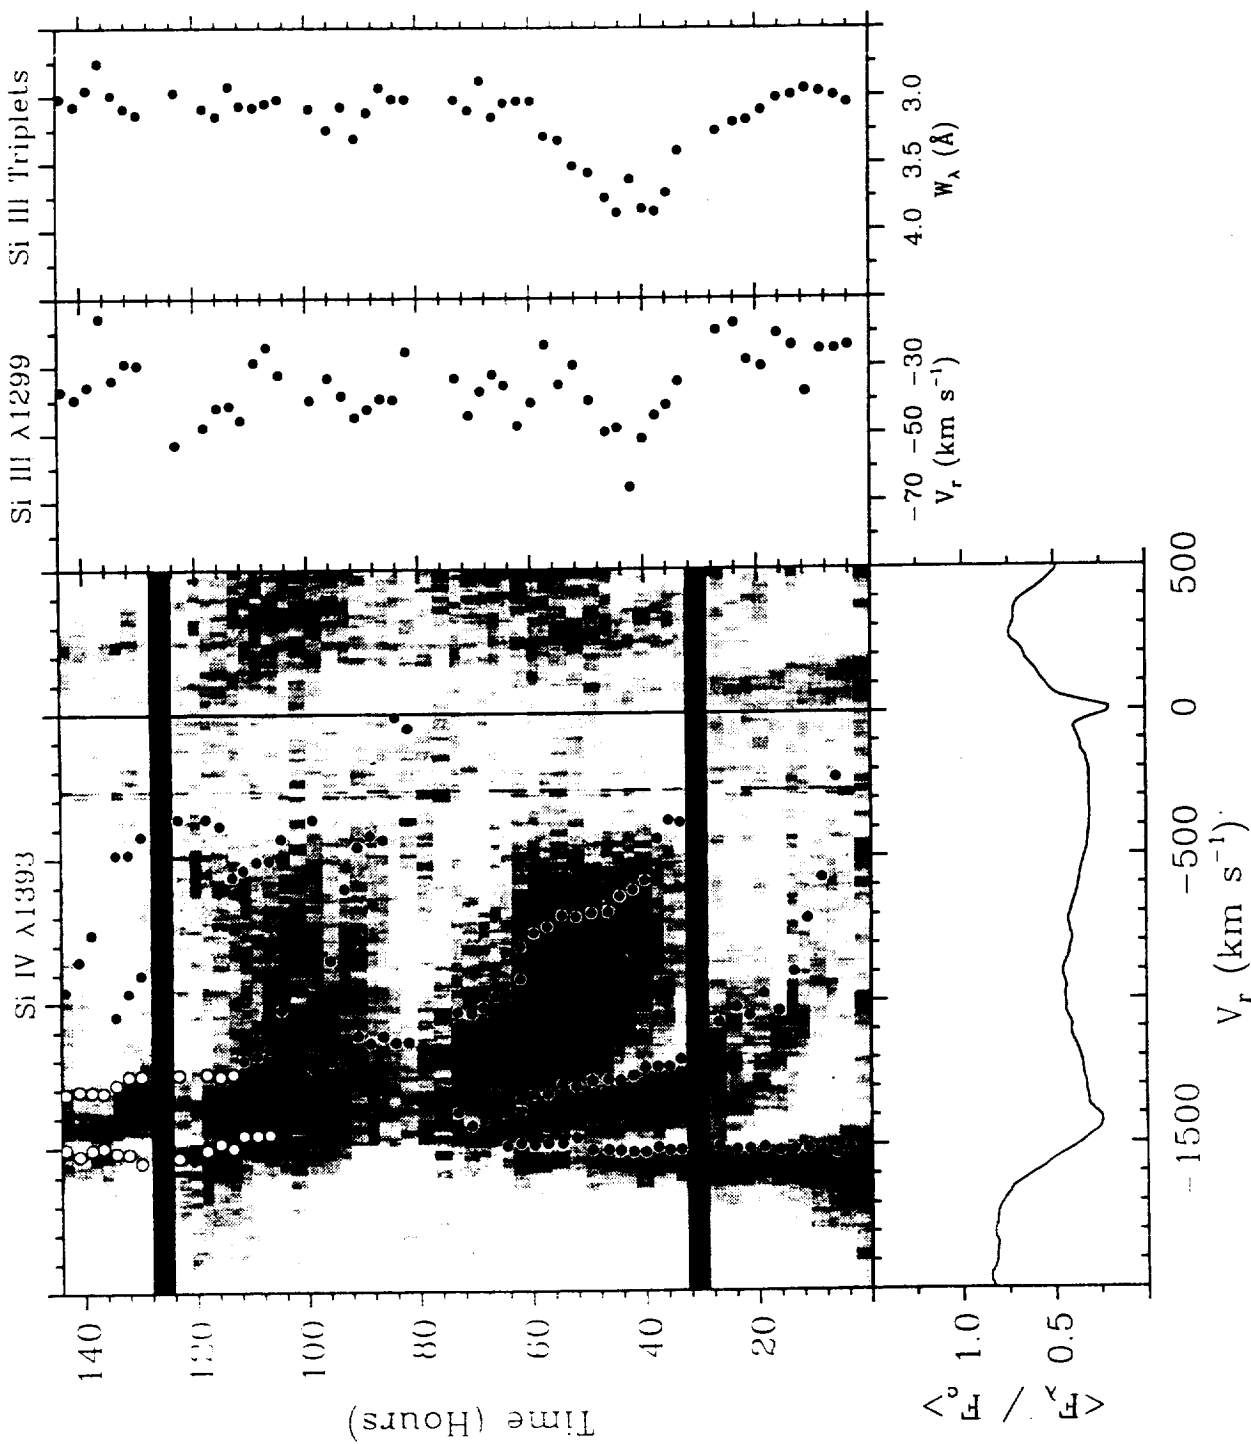 Si IV λ1393
Si III λ1299
Si III Triplets
Time (Hours)
140
120
100
80
60
40
20
<F_λ / F_c>
1.0
0.5
−1500
−500
0
500
V_r (km s⁻¹)
−70
−50
−30
V_r (km s⁻¹)
4.0
3.5
3.0
W_λ (Å)